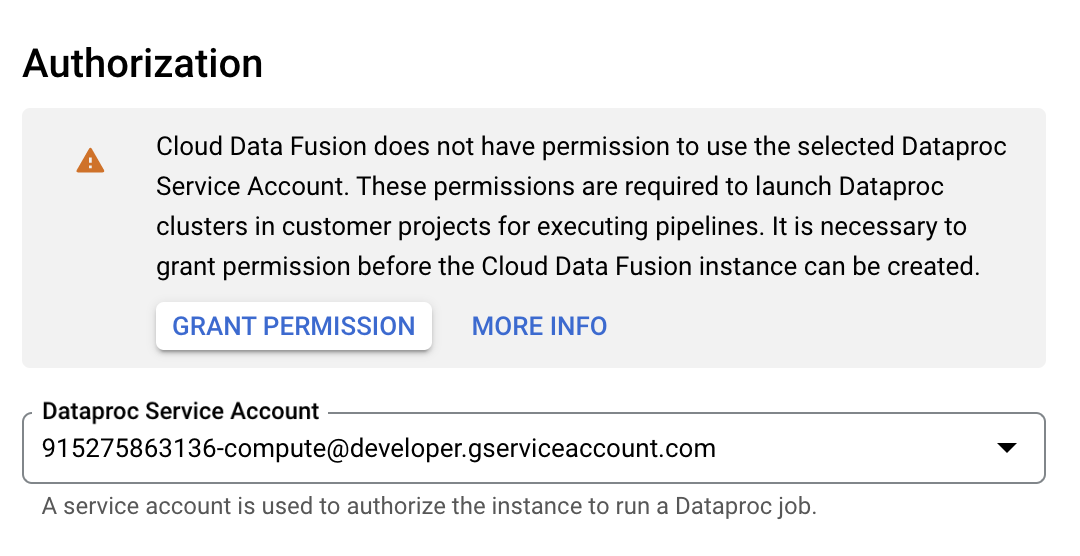 Authorization
Cloud Data Fusion does not have permission to use the selected Dataproc
Service Account. These permissions are required to launch Dataproc
clusters in customer projects for executing pipelines. It is necessary to
grant permission before the Cloud Data Fusion instance can be created.
GRANT PERMISSION MORE INFO
Dataproc Service Account
915275863136-compute@developer.gserviceaccount.com
A service account is used to authorize the instance to run a Dataproc job.